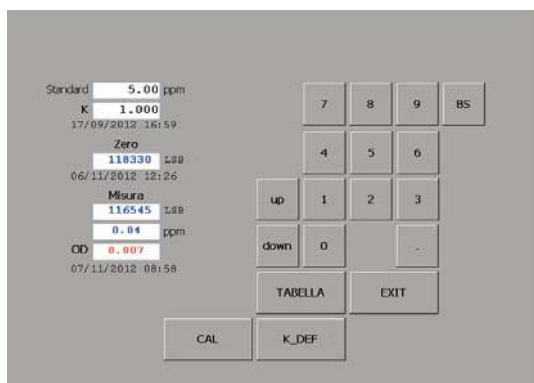 Standard 5.00 ppm
K 1.000
17/09/2012 16:59
Zero
118330 LSB
06/11/2012 12:26
Misura
116545 LSB
0.04 ppm
OD 0.007
07/11/2012 08:58
7 8 9 BS
4 5 6
up 1 2 3
down 0 .
TABELLA EXIT
CAL K_DEF